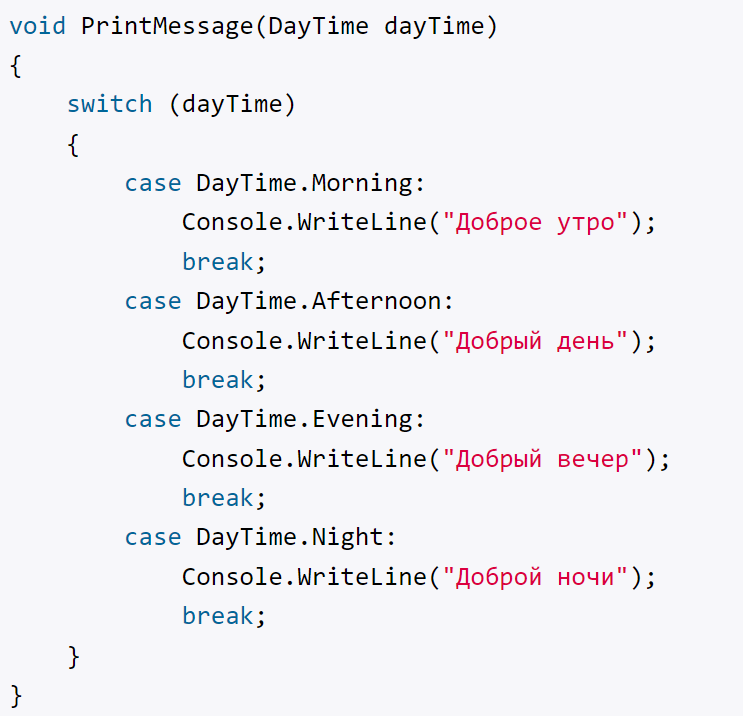 void PrintMessage(DayTime dayTime)
{
    switch (dayTime)
    {
        case DayTime.Morning:
            Console.WriteLine("Доброе утро");
            break;
        case DayTime.Afternoon:
            Console.WriteLine("Добрый день");
            break;
        case DayTime.Evening:
            Console.WriteLine("Добрый вечер");
            break;
        case DayTime.Night:
            Console.WriteLine("Доброй ночи");
            break;
    }
}